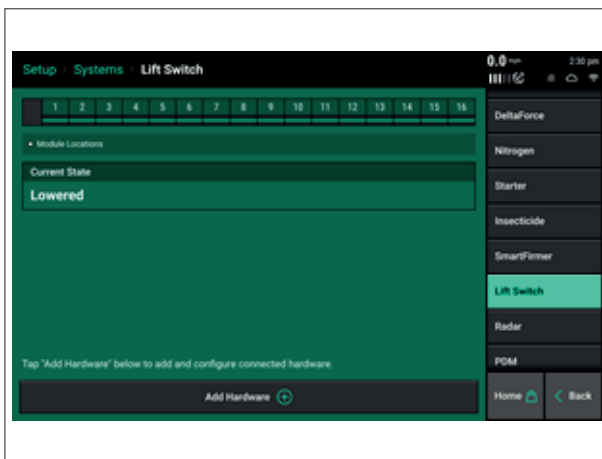 Setup Systems Lift Switch
0.0 mph 2:30 pm
1 2 3 4 5 6 7 8 9 10 11 12 13 14 15 16
Module Locations
Current State
Lowered
DeltaForce
Nitrogen
Starter
Insecticide
SmartFirmer
Lift Switch
Radar
PDM
Tap "Add Hardware" below to add and configure connected hardware.
Add Hardware
Home < Back